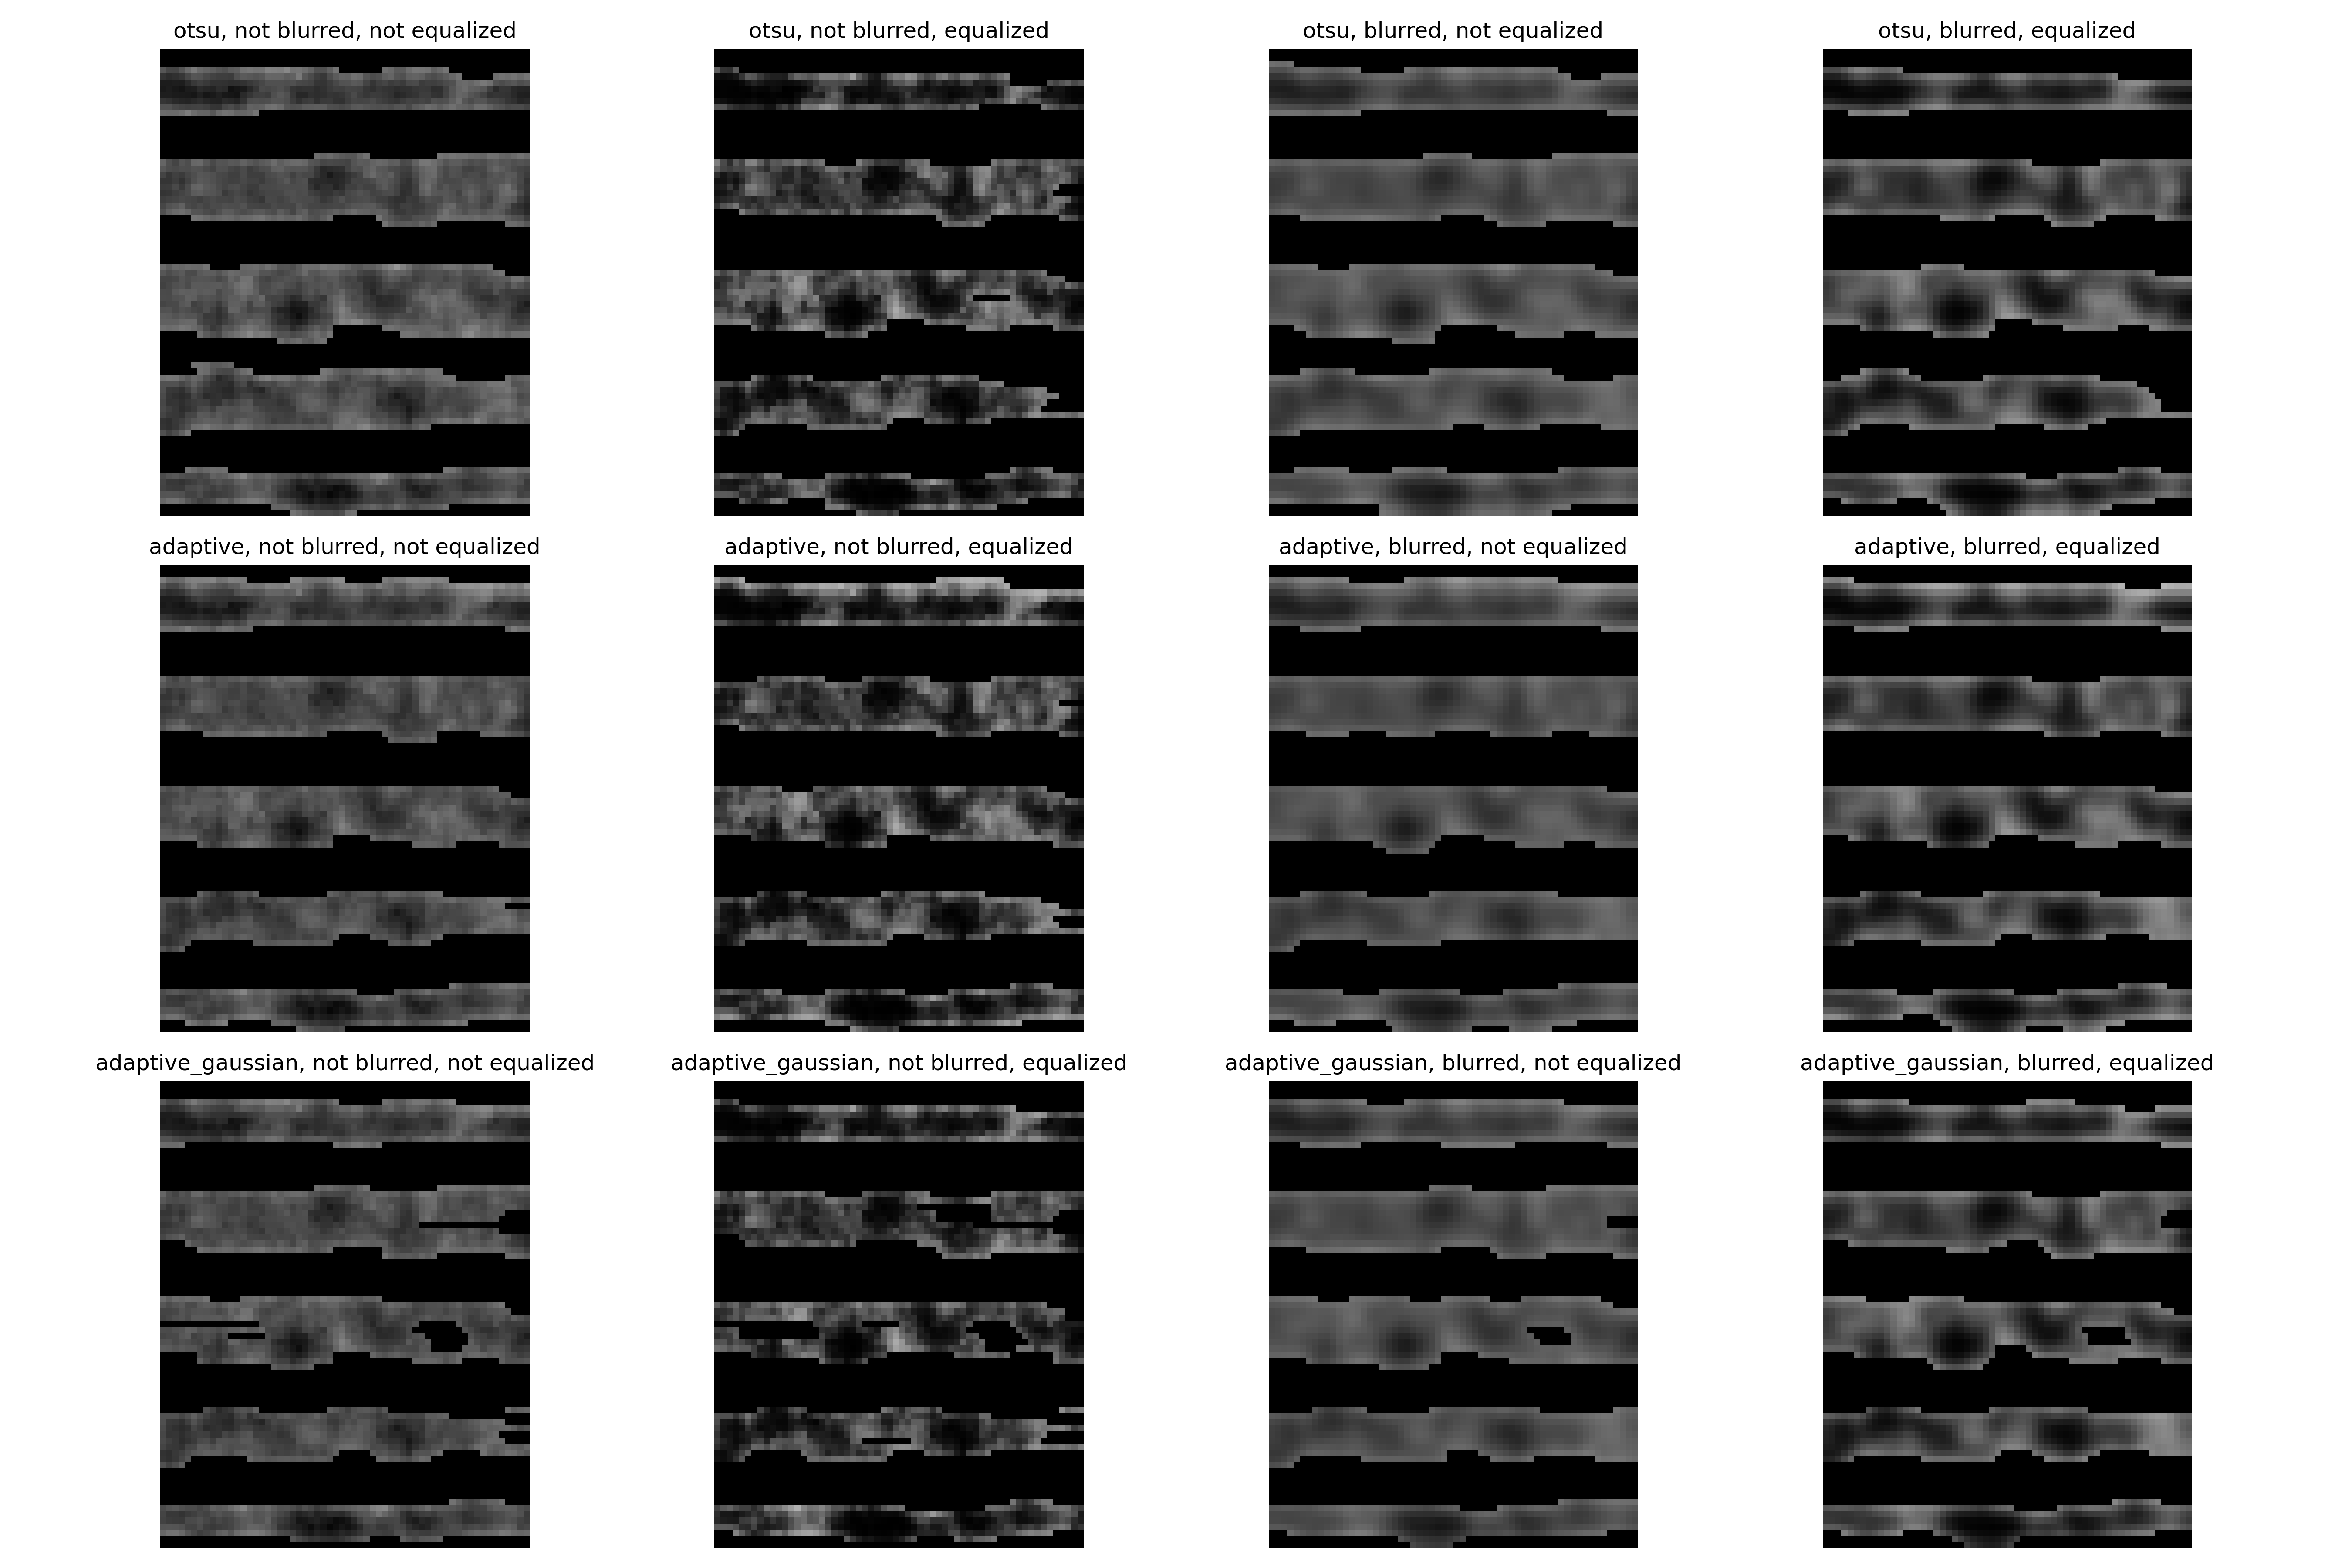 otsu, not blurred, not equalized
otsu, not blurred, equalized
otsu, blurred, not equalized
otsu, blurred, equalized
adaptive, not blurred, not equalized
adaptive, not blurred, equalized
adaptive, blurred, not equalized
adaptive, blurred, equalized
adaptive_gaussian, not blurred, not equalized
adaptive_gaussian, not blurred, equalized
adaptive_gaussian, blurred, not equalized
adaptive_gaussian, blurred, equalized